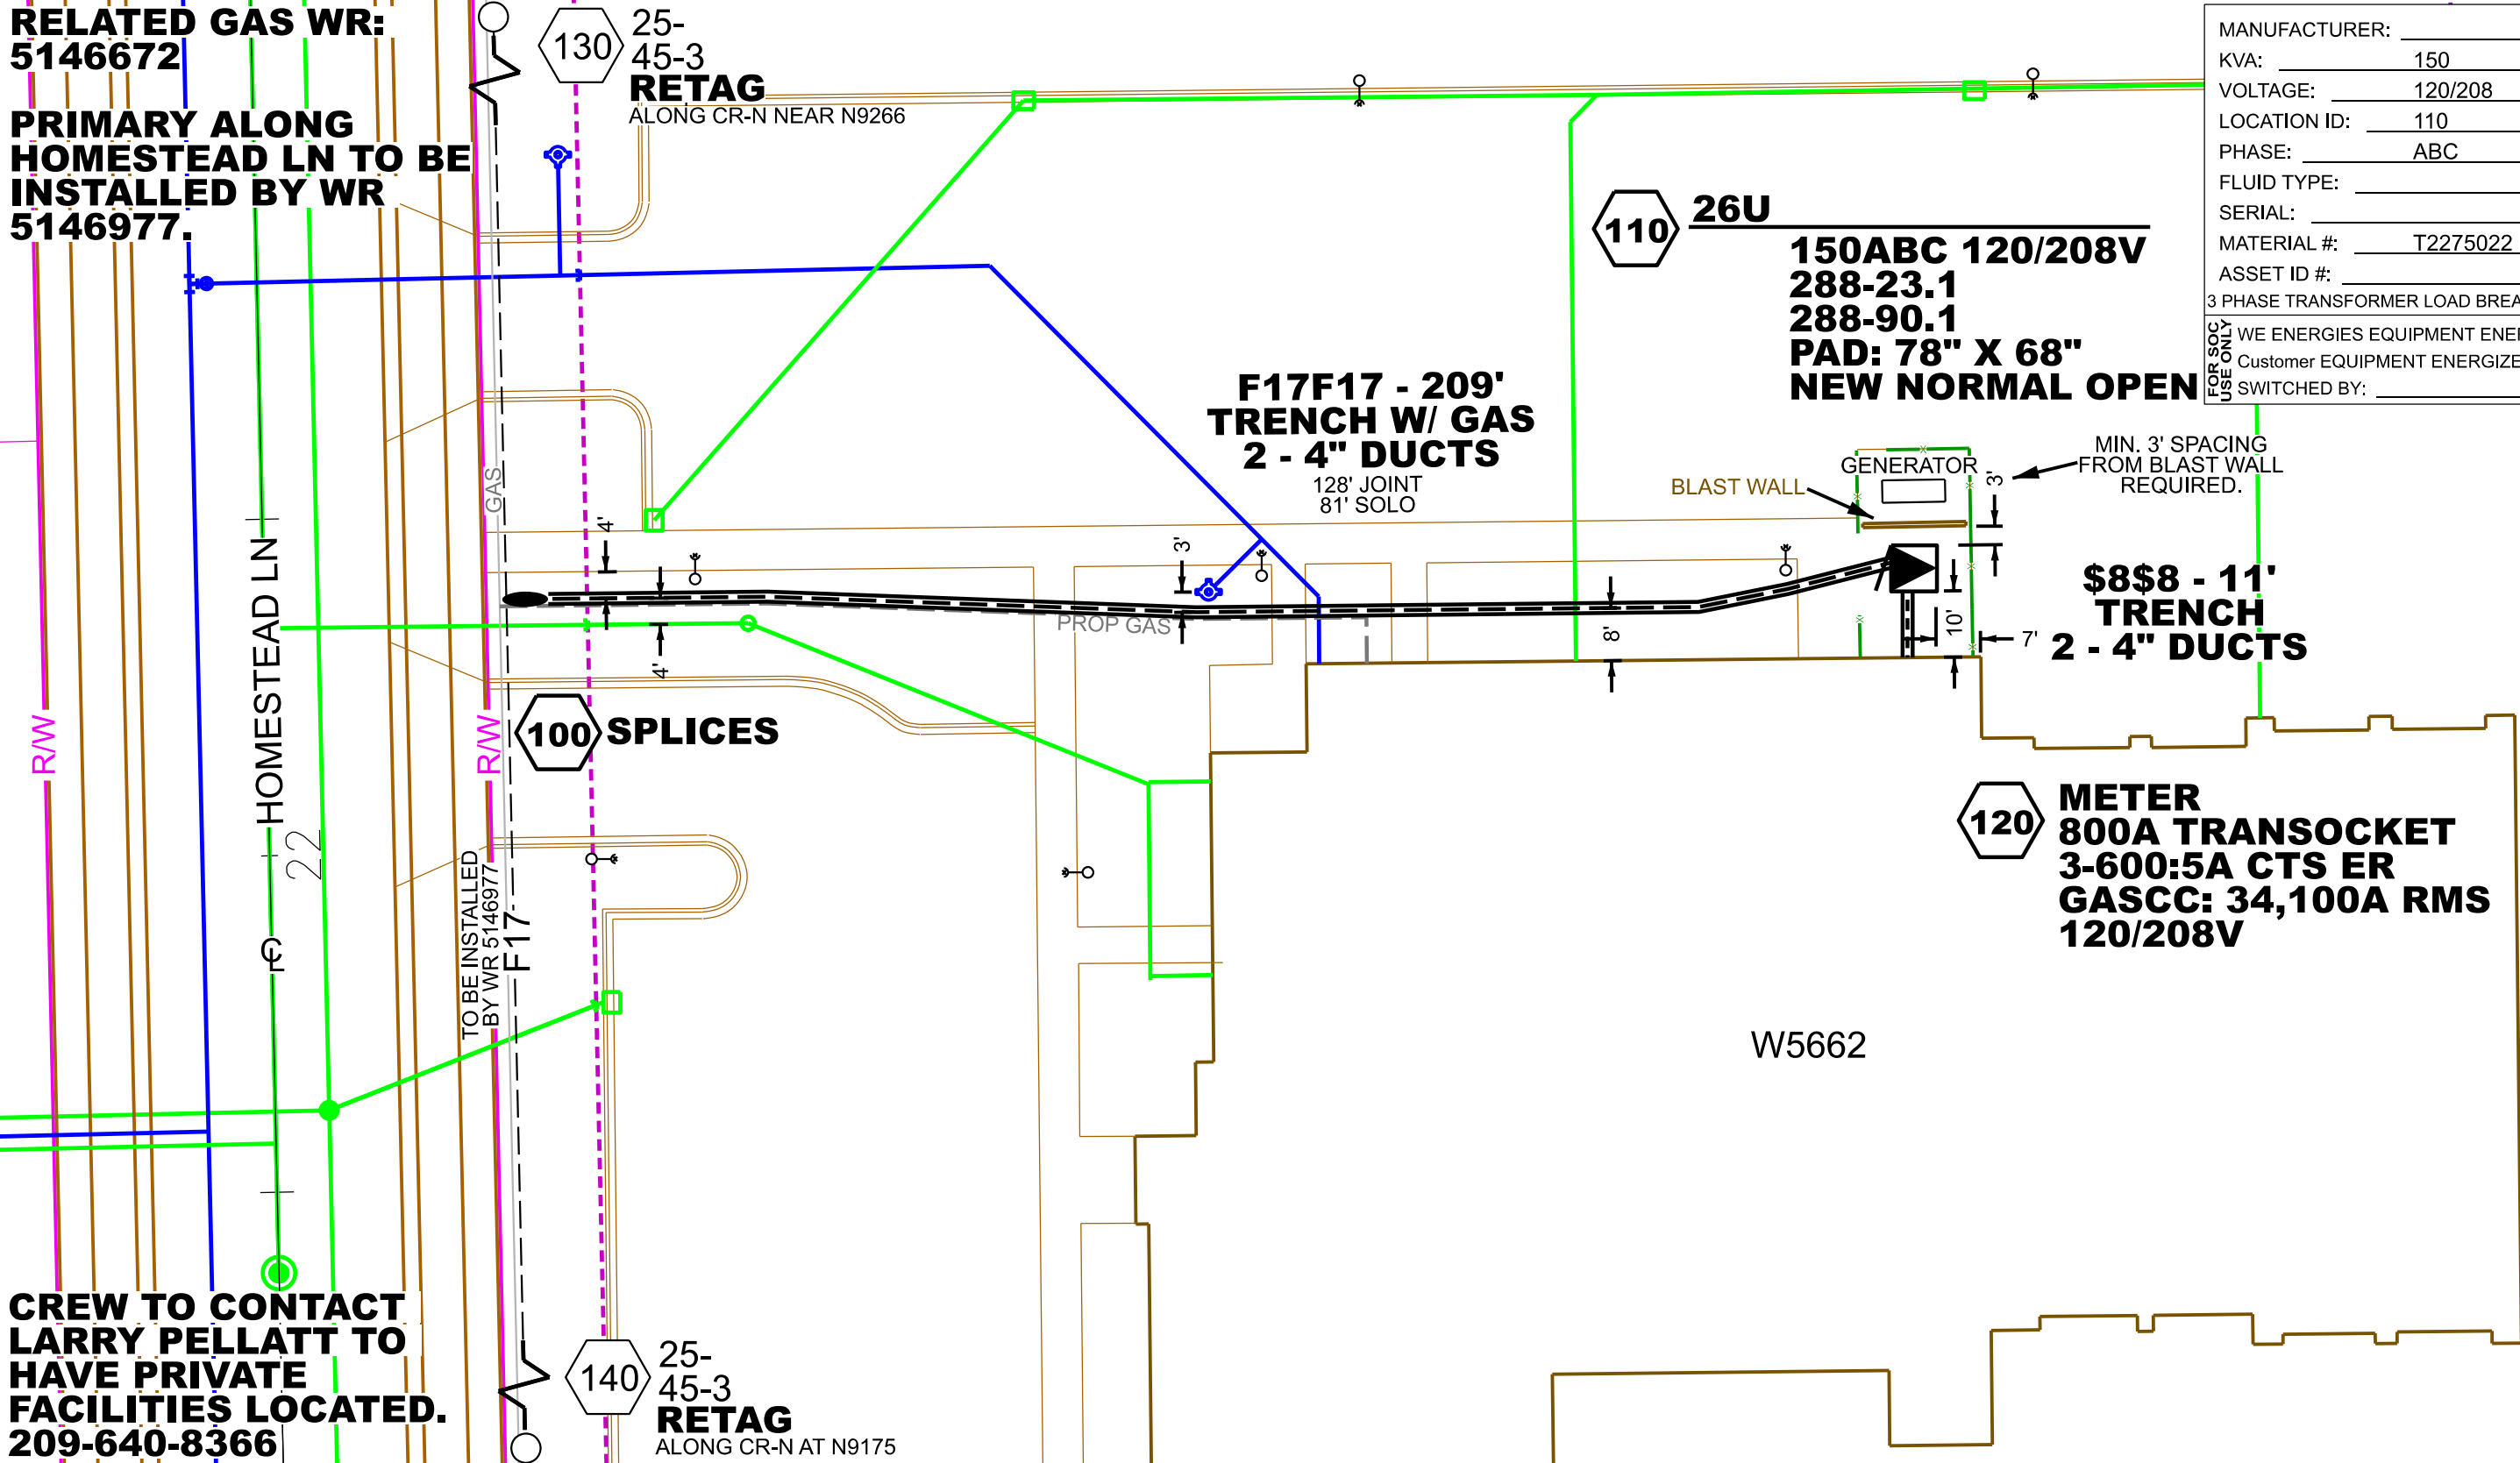 RELATED GAS WR:
5146672
PRIMARY ALONG
HOMESTEAD LN TO BE
INSTALLED BY WR
5146977.
130
25-
45-3
RETAG
ALONG CR-N NEAR N9266
110
26U
150ABC 120/208V
288-23.1
288-90.1
PAD: 78" X 68"
NEW NORMAL OPEN
MANUFACTURER:
KVA: 150
VOLTAGE: 120/208
LOCATION ID: 110
PHASE: ABC
FLUID TYPE:
SERIAL:
MATERIAL #: T2275022
ASSET ID #:
3 PHASE TRANSFORMER LOAD BREA
FOR SOC
USE ONLY
WE ENERGIES EQUIPMENT ENER
Customer EQUIPMENT ENERGIZE
SWITCHED BY:
F17F17 - 209'
TRENCH W/ GAS
2 - 4" DUCTS
128' JOINT
81' SOLO
BLAST WALL
GENERATOR
3'
MIN. 3' SPACING
FROM BLAST WALL
REQUIRED.
GAS
4'
4'
3'
PROP GAS
8'
10'
7'
$8$8 - 11'
TRENCH
2 - 4" DUCTS
R/W
HOMESTEAD LN
22
R/W
100
SPLICES
TO BE INSTALLED
BY WR 5146977
F17
120
METER
800A TRANSOCKET
3-600:5A CTS ER
GASCC: 34,100A RMS
120/208V
W5662
CREW TO CONTACT
LARRY PELLATT TO
HAVE PRIVATE
FACILITIES LOCATED.
209-640-8366
140
25-
45-3
RETAG
ALONG CR-N AT N9175